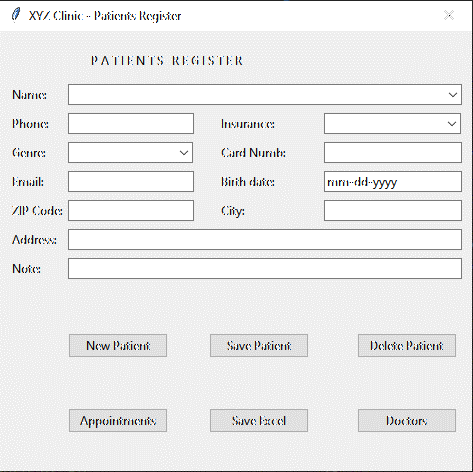 XYZ Clinic - Patients Register
PATIENTS REGISTER
Name:
Phone: Insurance:
Genre: Card Numb:
Email: Birth date: mm-dd-yyyy
ZIP Code: City:
Address:
Note:
New Patient Save Patient Delete Patient
Appointments Save Excel Doctors